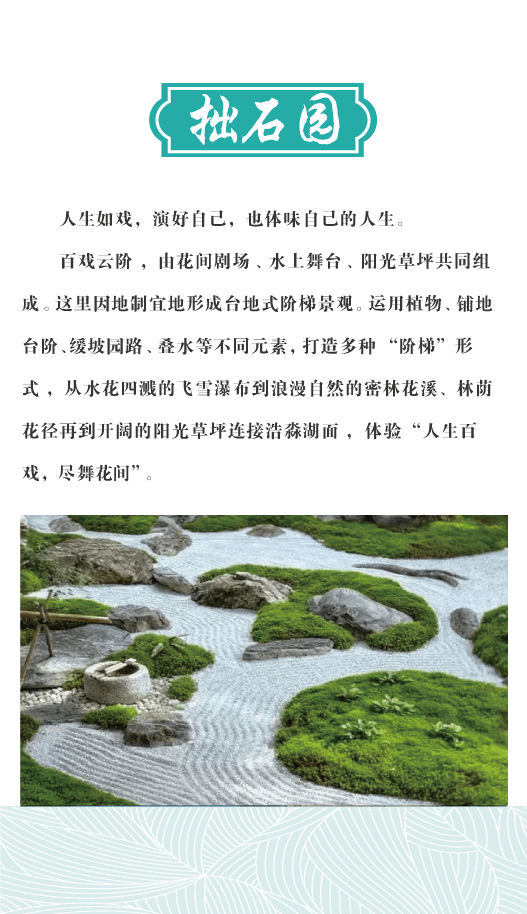 拙石园
人生如戏，演好自己，也体味自己的人生。
百戏云阶，由花间剧场、水上舞台、阳光草坪共同组
成。这里因地制宜地形成台地式阶梯景观。运用植物、铺地
台阶、缓坡园路、叠水等不同元素，打造多种“阶梯”形
式，从水花四溅的飞雪瀑布到浪漫自然的密林花溪、林荫
花径再到开阔的阳光草坪连接浩淼湖面，体验“人生百
戏，尽舞花间”。